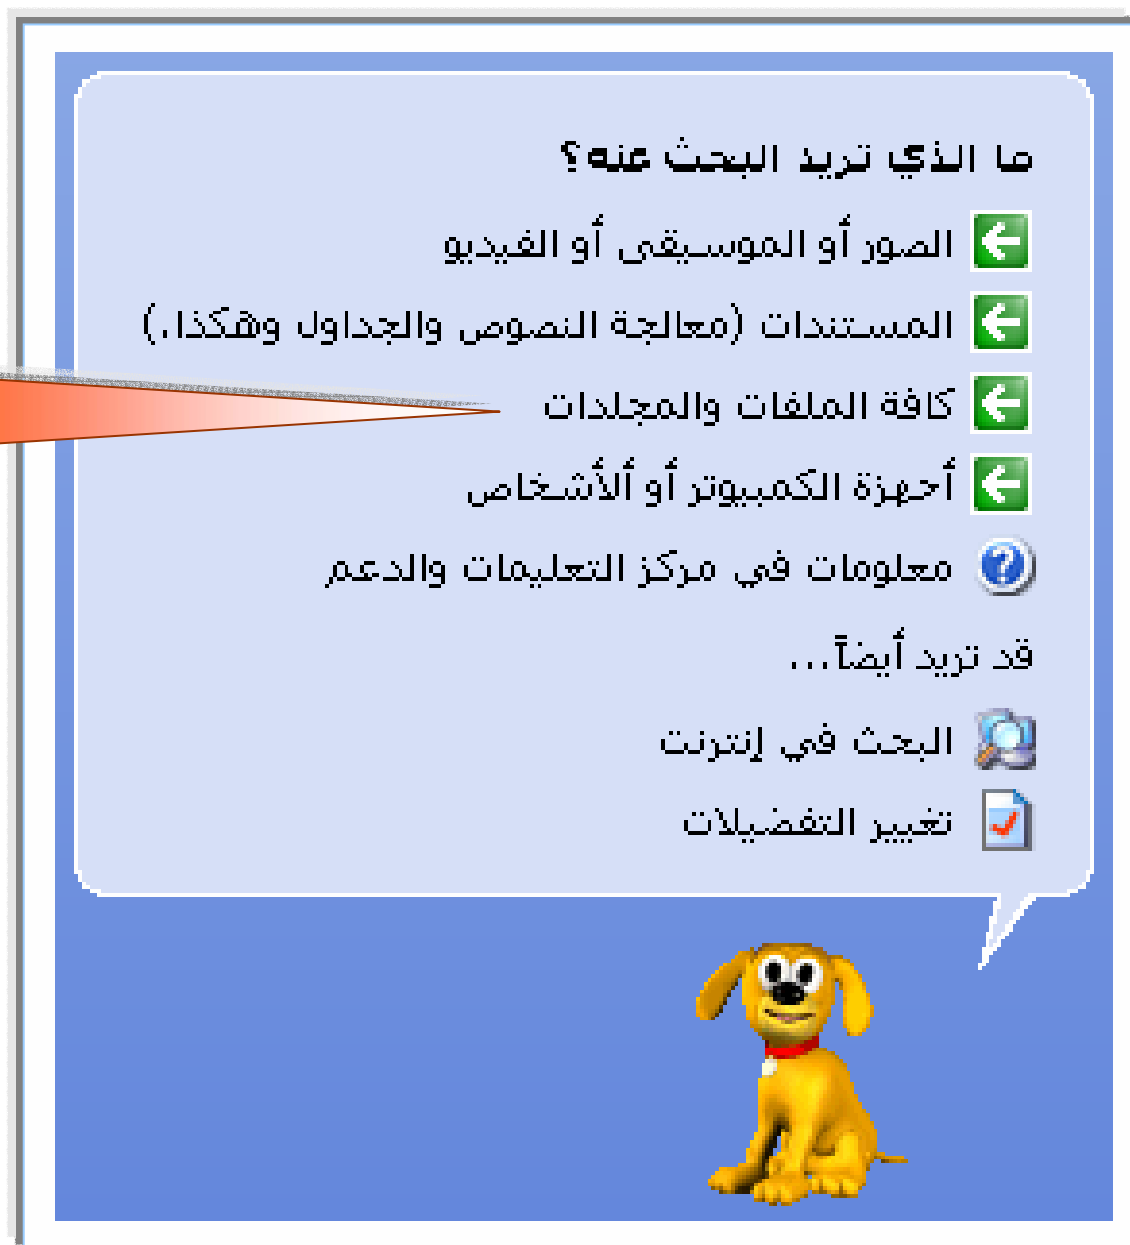 ما الذي تريد البحث عنه؟
الصور أو الموسيقى أو الفيديو
المستندات (معالجة النصوص والجداول وهكذا.)
كافة الملفات والمجلدات
أجهزة الكمبيوتر أو ألأشخاص
معلومات في مركز التعليمات والدعم
قد تريد أيضاً...
البحث في إنترنت
تغيير التفضيلات